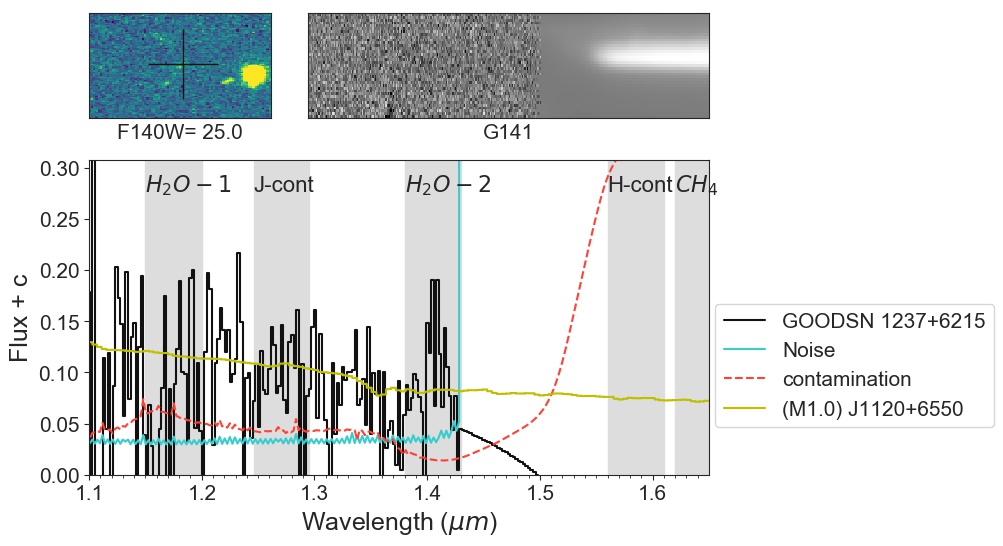 F140W= 25.0
G141
H₂O − 1
J-cont
H₂O − 2
H-cont
CH₄
0.30
0.25
0.20
0.15
0.10
0.05
0.00
Flux + c
1.1
1.2
1.3
1.4
1.5
1.6
Wavelength (μm)
GOODSN 1237+6215
Noise
contamination
(M1.0) J1120+6550